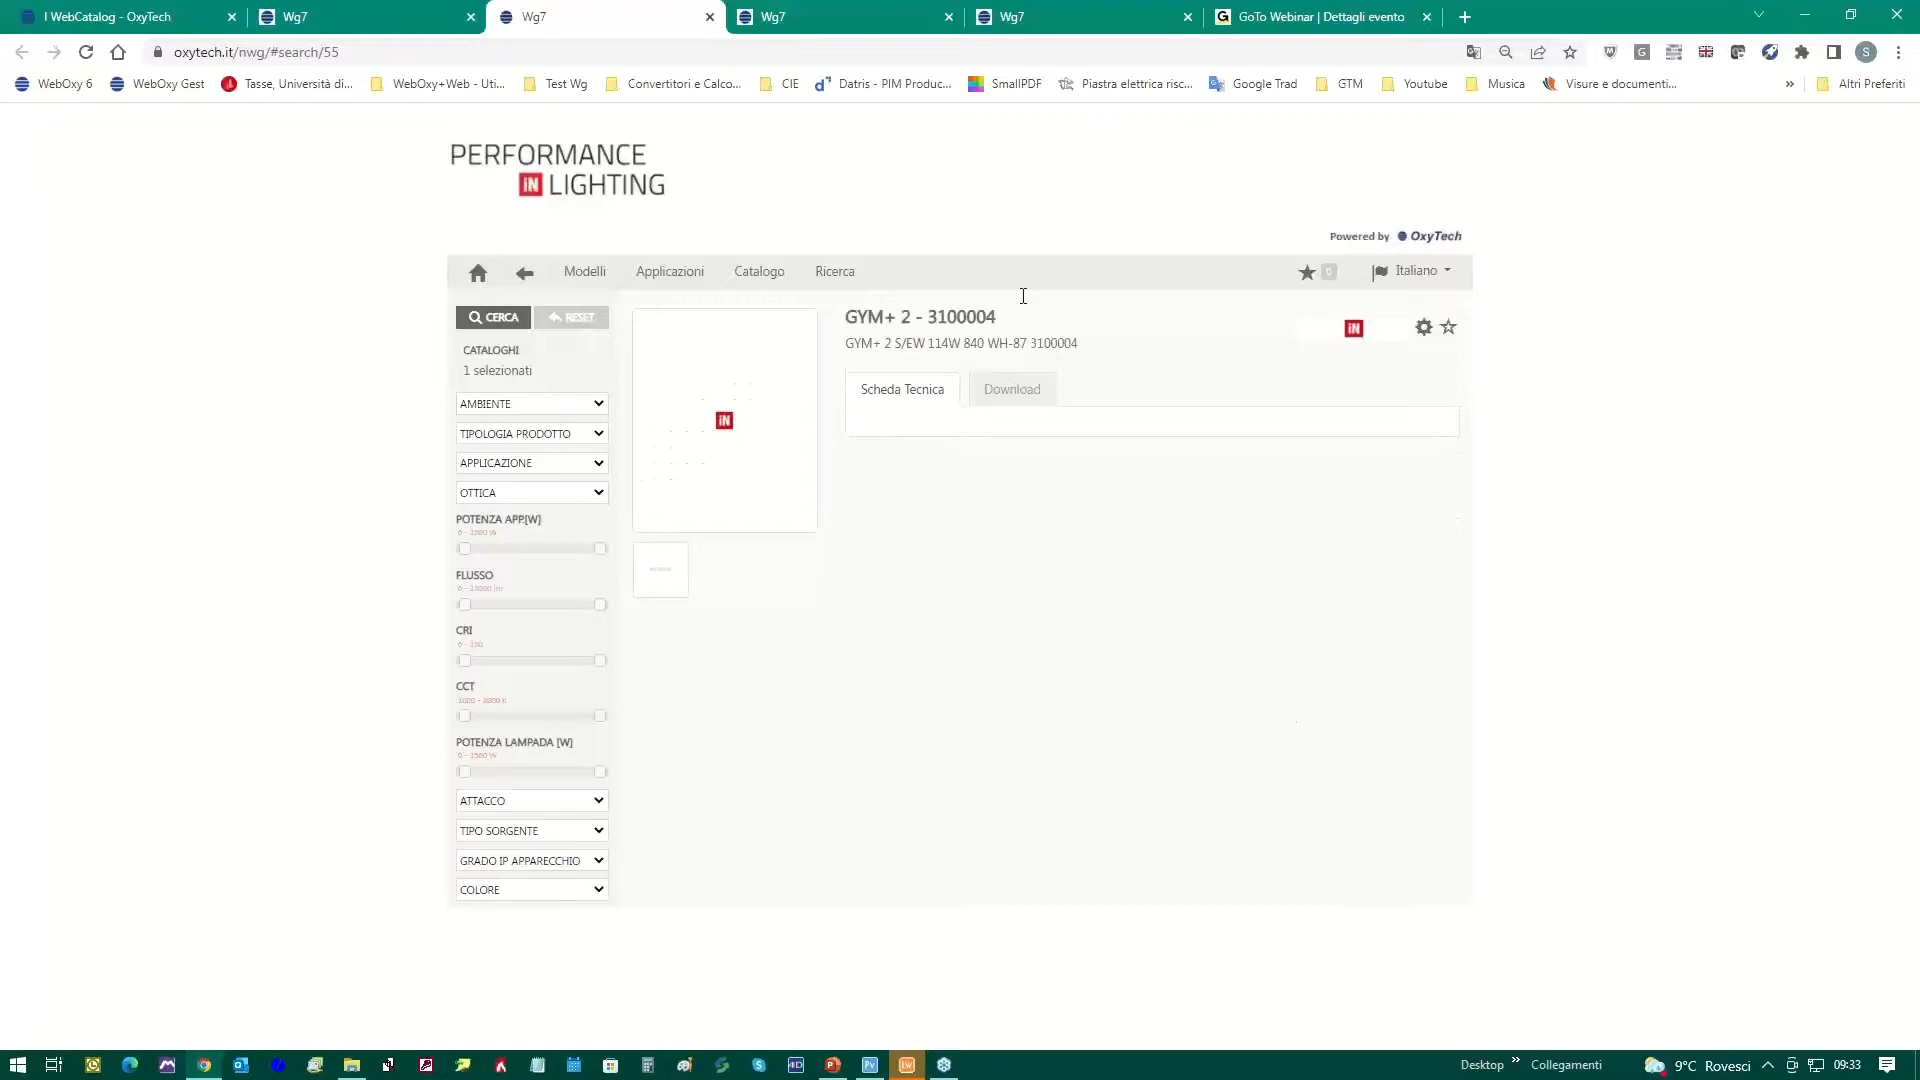 I WebCatalog - OxyTech
Wg7
Wg7
Wg7
Wg7
GoTo Webinar | Dettagli evento
oxytech.it/nwg/#search/55
WebOxy 6
WebOxy Gest
Tasse, Università di...
WebOxy+Web - Uti...
Test Wg
Convertitori e Calco...
CIE
Datris - PIM Produc...
SmallPDF
Piastra elettrica risc...
Google Trad
GTM
Youtube
Musica
Visure e documenti...
»
Altri Preferiti
PERFORMANCE
iN LIGHTING
Powered by OxyTech
Modelli
Applicazioni
Catalogo
Ricerca
0
Italiano
CERCA
RESET
CATALOGHI
1 selezionati
AMBIENTE
TIPOLOGIA PRODOTTO
APPLICAZIONE
OTTICA
POTENZA APP.[W]
FLUSSO
CRI
CCT
POTENZA LAMPADA [W]
ATTACCO
TIPO SORGENTE
GRADO IP APPARECCHIO
COLORE
iN
GYM+ 2 - 3100004
GYM+ 2 S/EW 114W 840 WH-87 3100004
iN
Scheda Tecnica
Download
Desktop
»
Collegamenti
9°C Rovesci
09:33